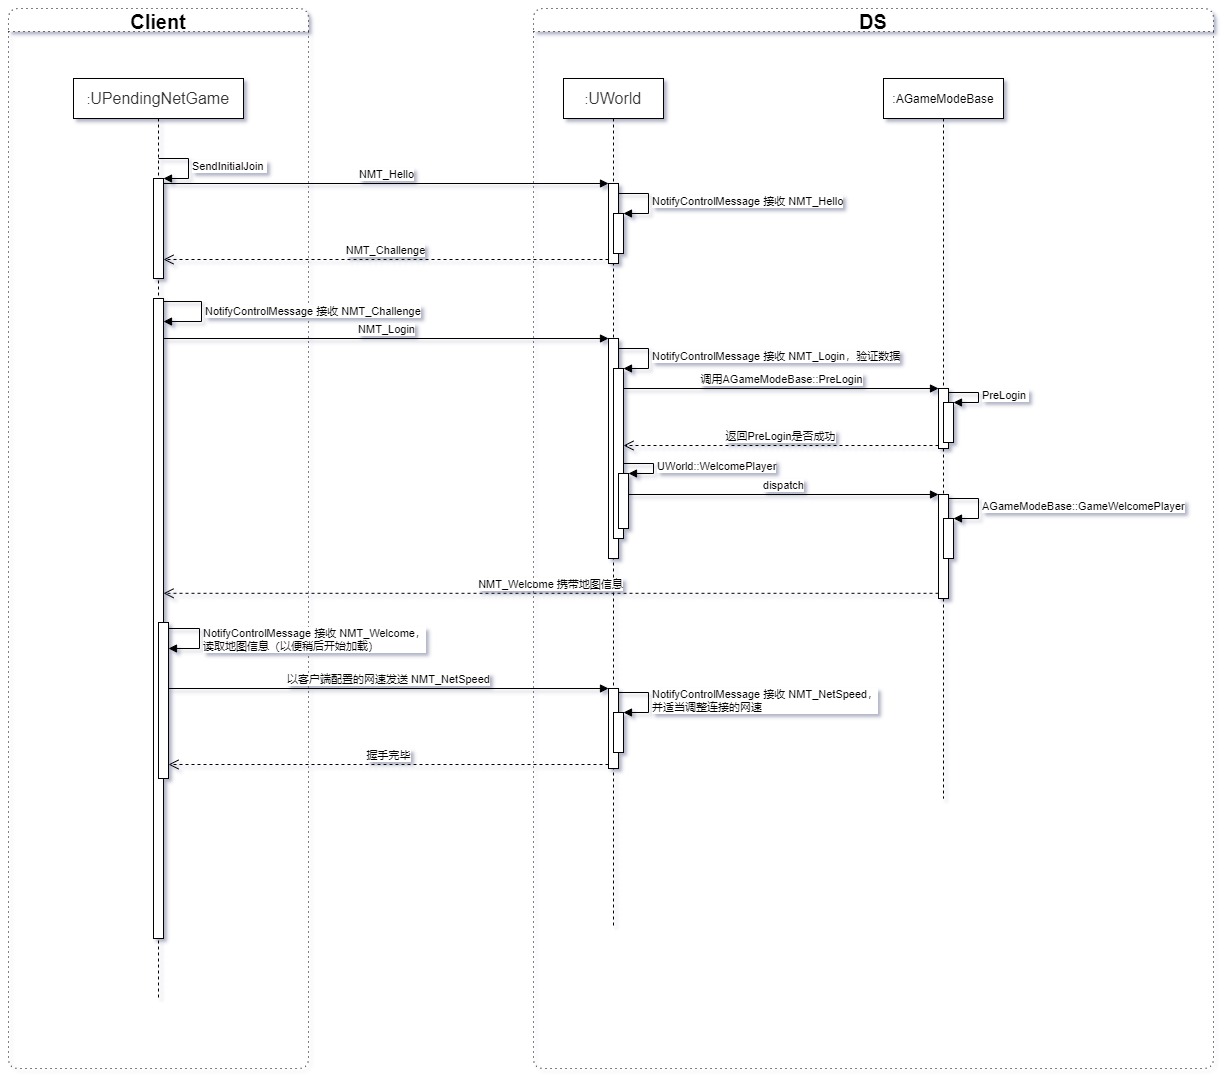 Client
DS
:UPendingNetGame
:UWorld
:AGameModeBase
SendInitialJoin
NMT_Hello
NotifyControlMessage 接收 NMT_Hello
NMT_Challenge
NotifyControlMessage 接收 NMT_Challenge
NMT_Login
NotifyControlMessage 接收 NMT_Login，验证数据
调用AGameModeBase::PreLogin
PreLogin
返回PreLogin是否成功
UWorld::WelcomePlayer
dispatch
AGameModeBase::GameWelcomePlayer
NMT_Welcome 携带地图信息
NotifyControlMessage 接收 NMT_Welcome，
读取地图信息（以便稍后开始加载）
以客户端配置的网速发送 NMT_NetSpeed
NotifyControlMessage 接收 NMT_NetSpeed，
并适当调整连接的网速
握手完毕